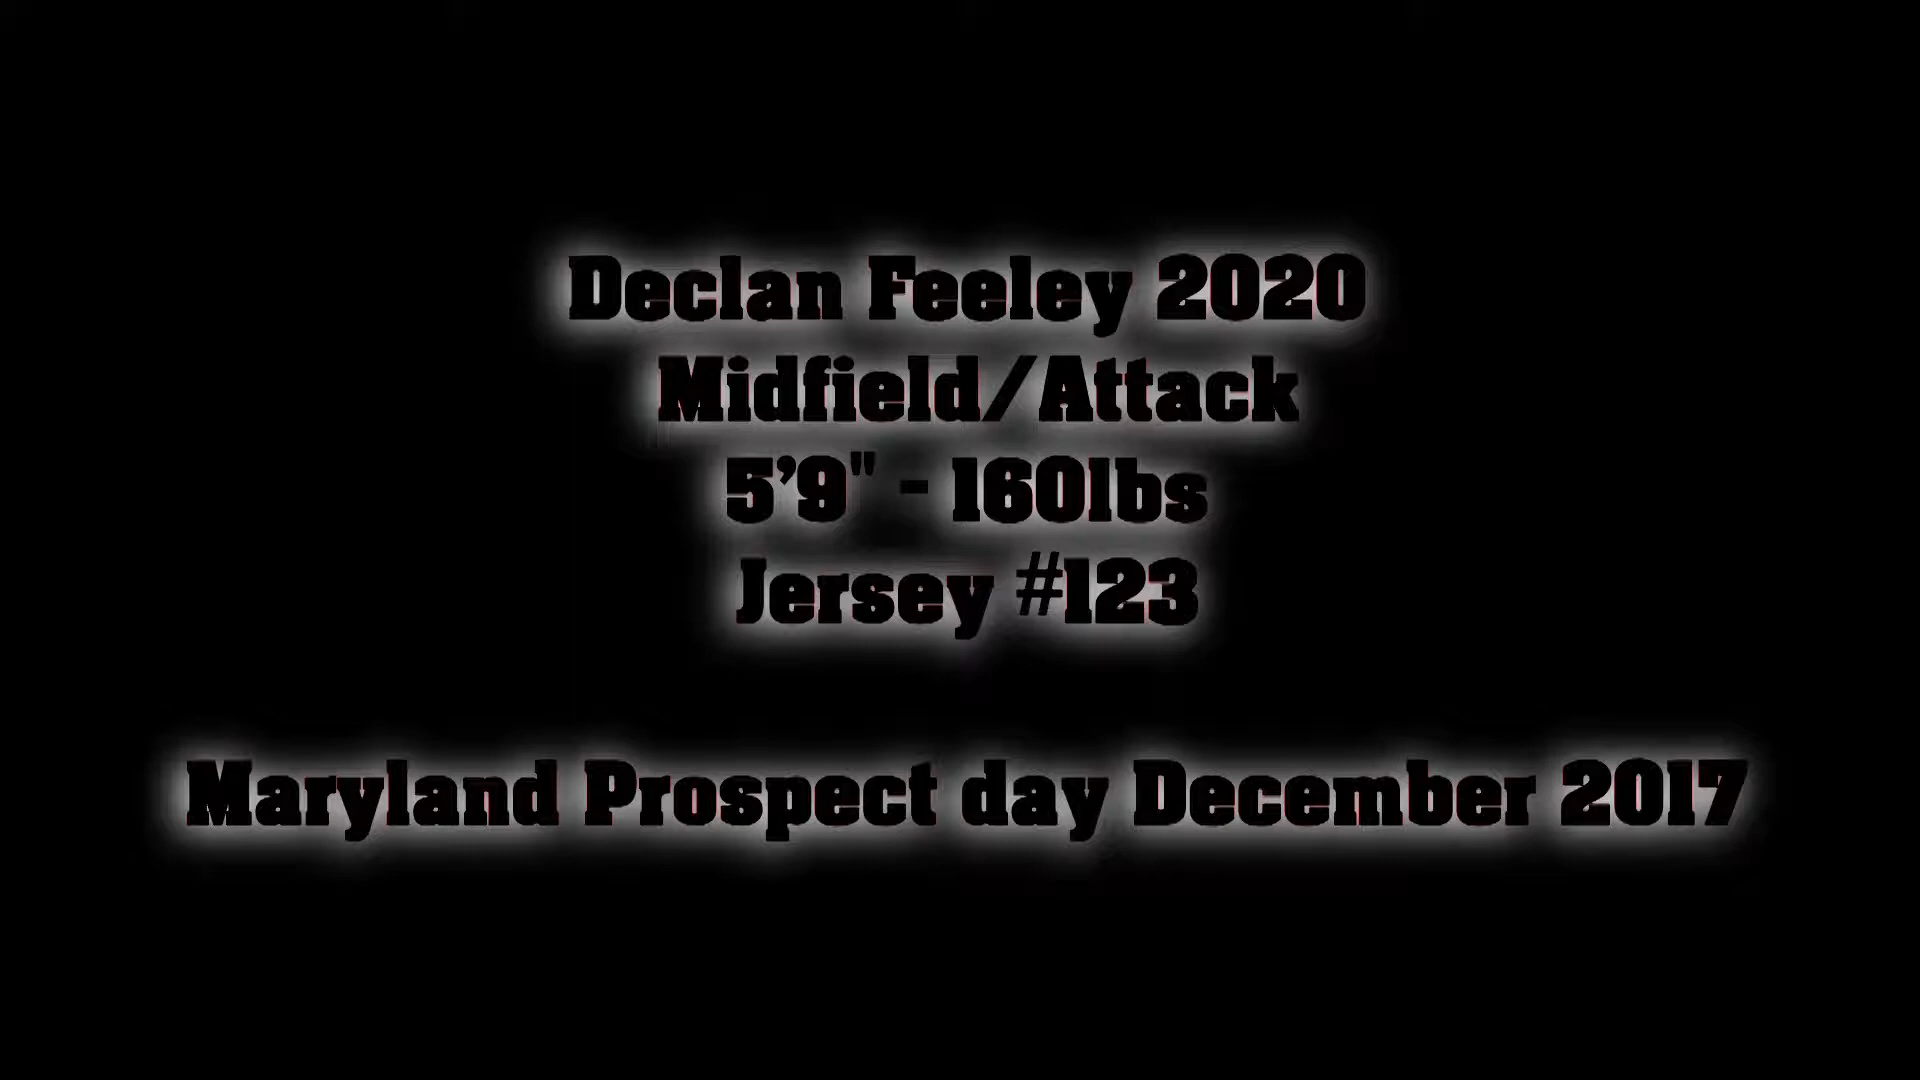 Declan Feeley 2020
Midfield/Attack
5’9" - 160lbs
Jersey #123
Maryland Prospect day December 2017